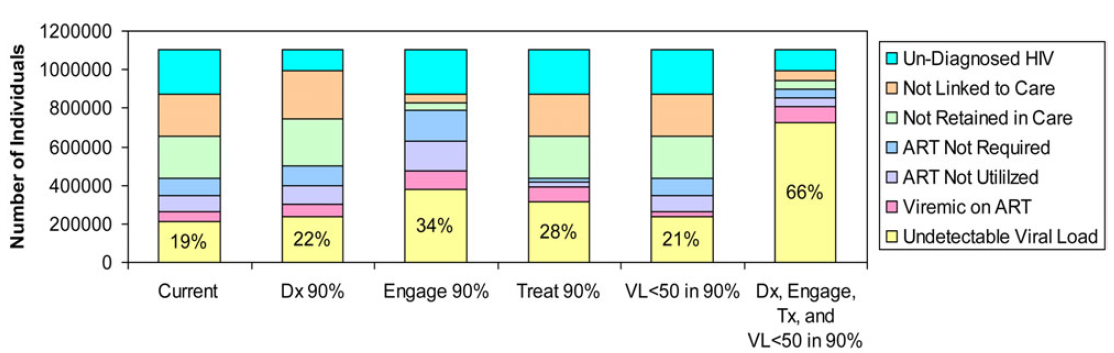 1200000
1000000
800000
600000
400000
200000
0
Number of Individuals
19%
22%
34%
28%
21%
66%
Current
Dx 90%
Engage 90%
Treat 90%
VL<50 in 90%
Dx, Engage,
Tx, and
VL<50 in 90%
Un-Diagnosed HIV
Not Linked to Care
Not Retained in Care
ART Not Required
ART Not Utililzed
Viremic on ART
Undetectable Viral Load